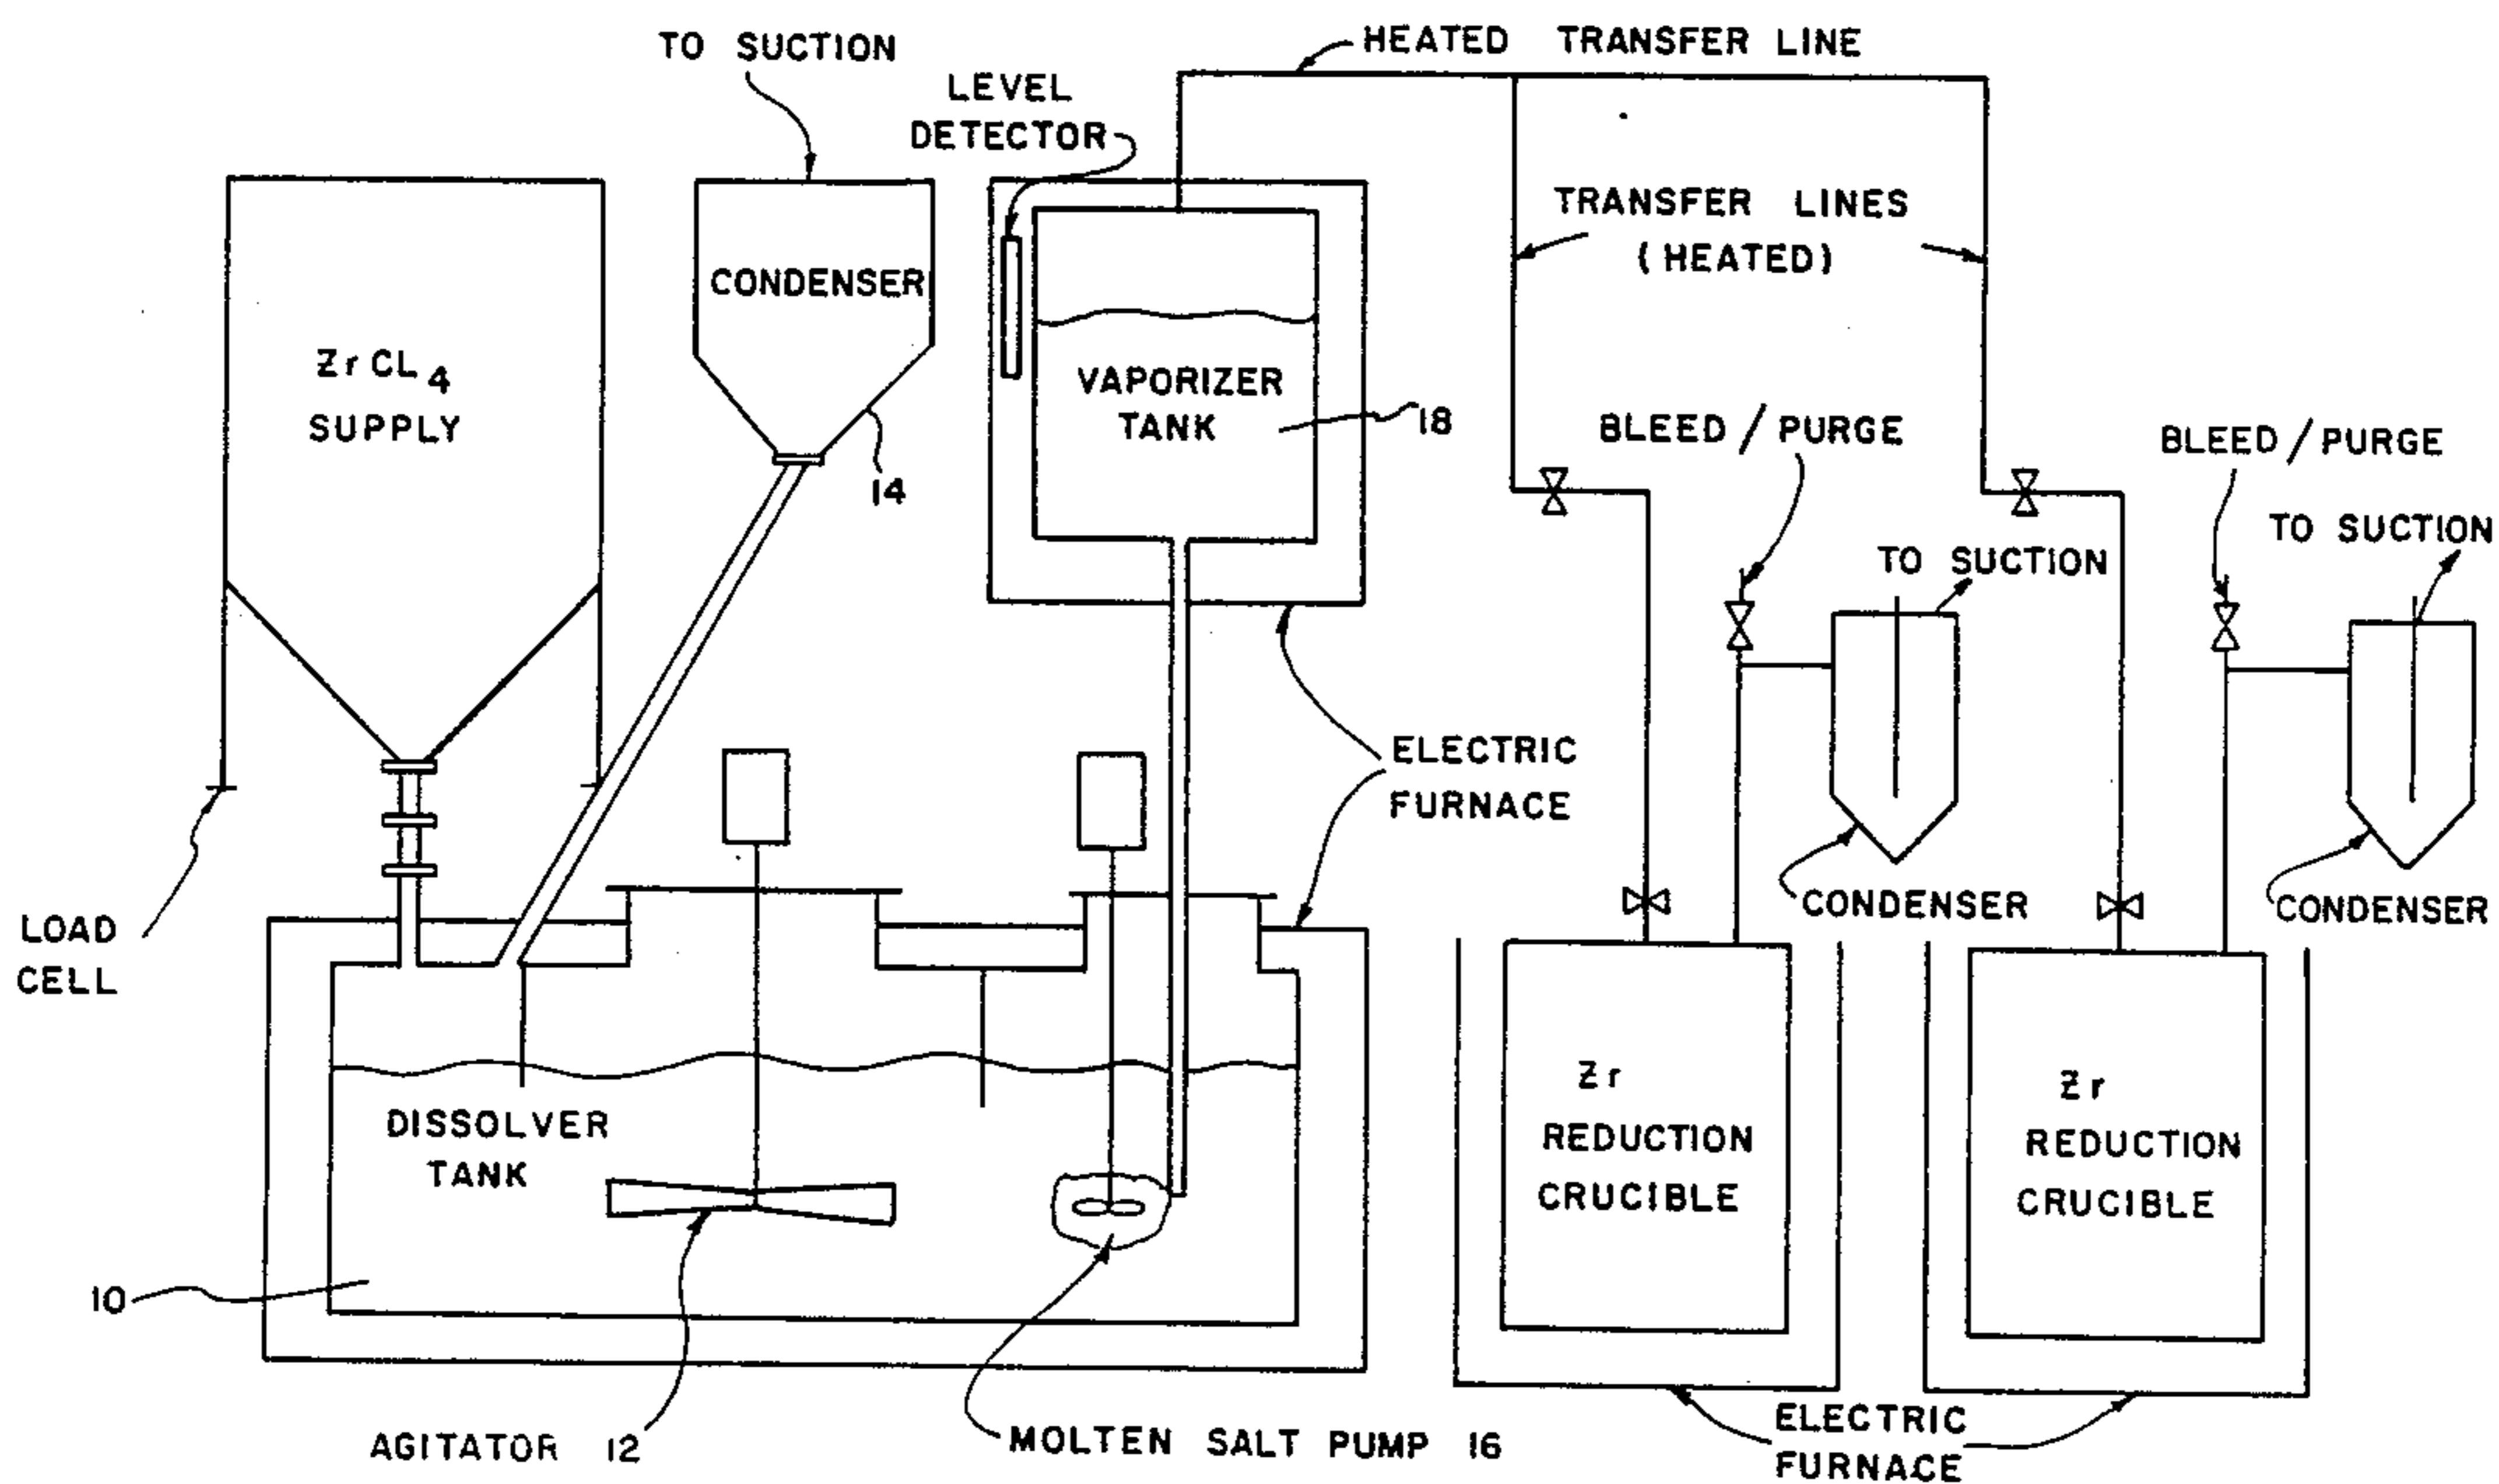 TO SUCTION
HEATED TRANSFER LINE
LEVEL
DETECTOR
TRANSFER LINES
(HEATED)
CONDENSER
ZrCL4
SUPPLY
VAPORIZER
TANK
18
14
BLEED/PURGE
BLEED/PURGE
TO SUCTION
TO SUCTION
ELECTRIC
FURNACE
CONDENSER
CONDENSER
LOAD
CELL
DISSOLVER
TANK
Zr
REDUCTION
CRUCIBLE
Zr
REDUCTION
CRUCIBLE
10
AGITATOR 12
MOLTEN SALT PUMP 16
ELECTRIC
FURNACE